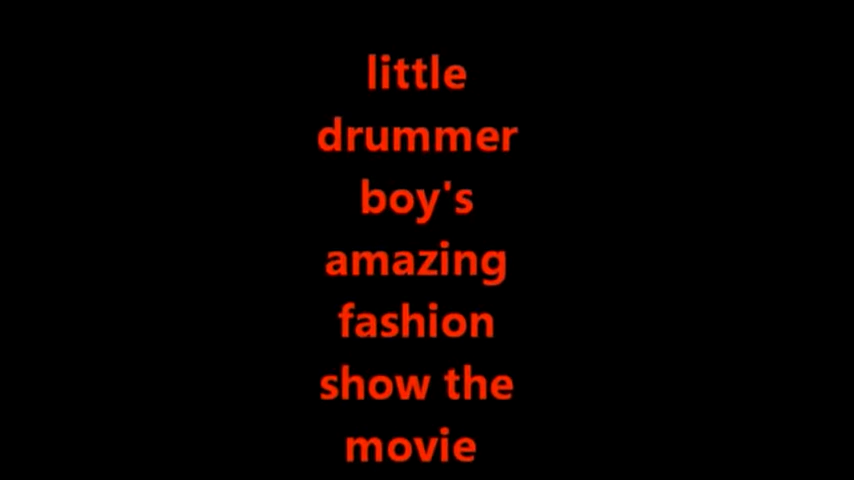 little
drummer
boy's
amazing
fashion
show the
movie